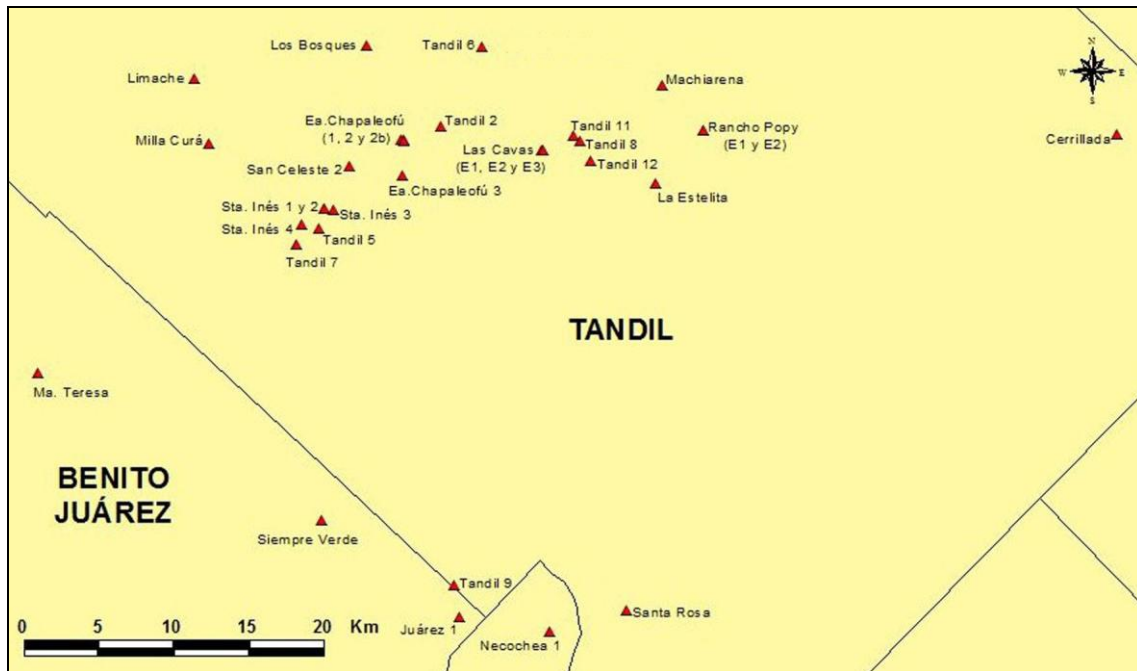 Los Bosques
Tandil 6
Limache
Machiarena
N
W E
S
Ea.Chapaleofú
(1, 2 y 2b)
Tandil 2
Tandil 11
Rancho Popy
(E1 y E2)
Cerrillada
Milla Curá
Las Cavas
(E1, E2 y E3)
Tandil 8
San Celeste 2
Tandil 12
Ea.Chapaleofú 3
La Estelita
Sta. Inés 1 y 2
Sta. Inés 3
Sta. Inés 4
Tandil 5
Tandil 7
TANDIL
Ma. Teresa
BENITO
JUÁREZ
Siempre Verde
Tandil 9
Santa Rosa
Juárez 1
Necochea 1
0 5 10 15 20 Km